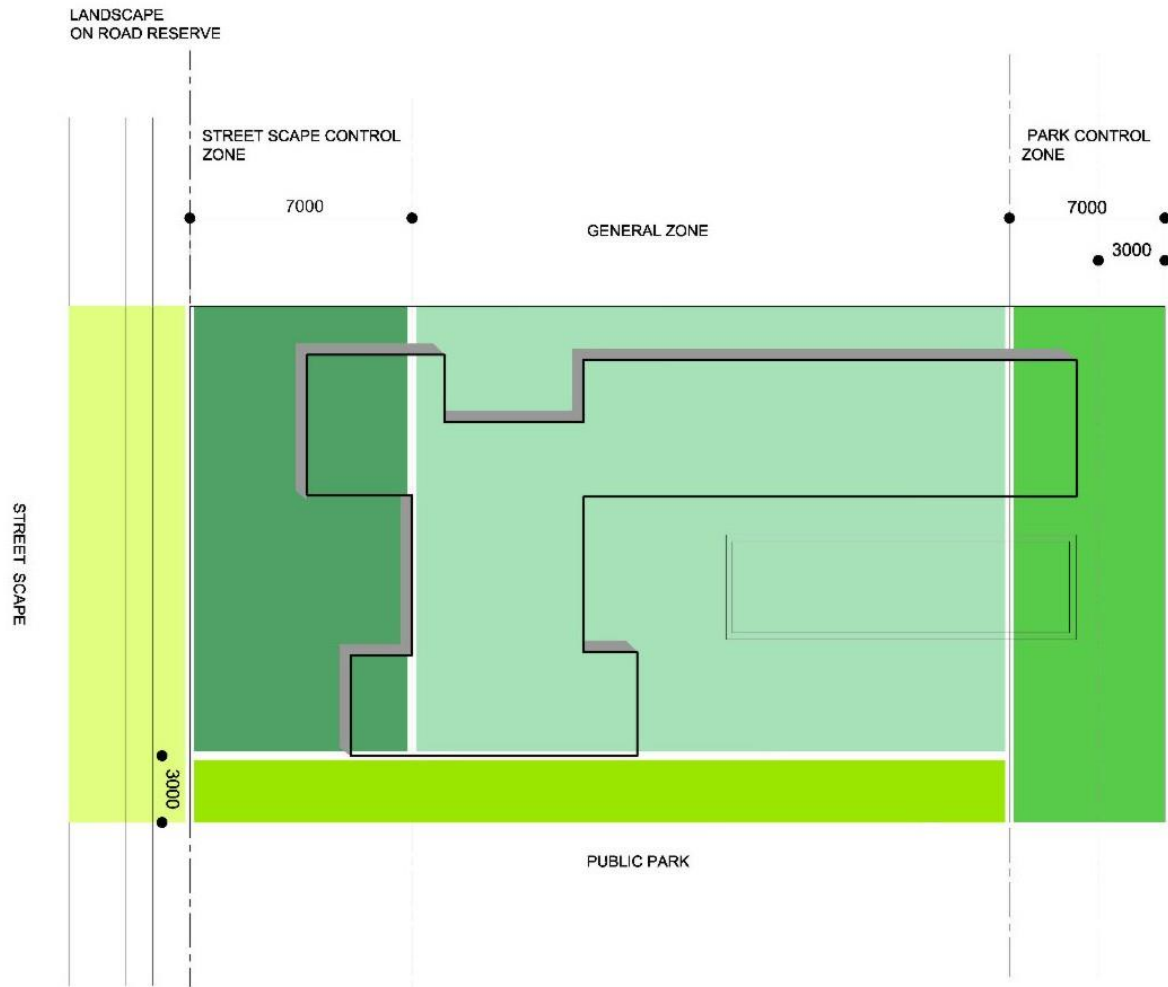 LANDSCAPE
ON ROAD RESERVE
STREET SCAPE CONTROL
ZONE
PARK CONTROL
ZONE
7000
7000
GENERAL ZONE
3000
STREET SCAPE
3000
PUBLIC PARK